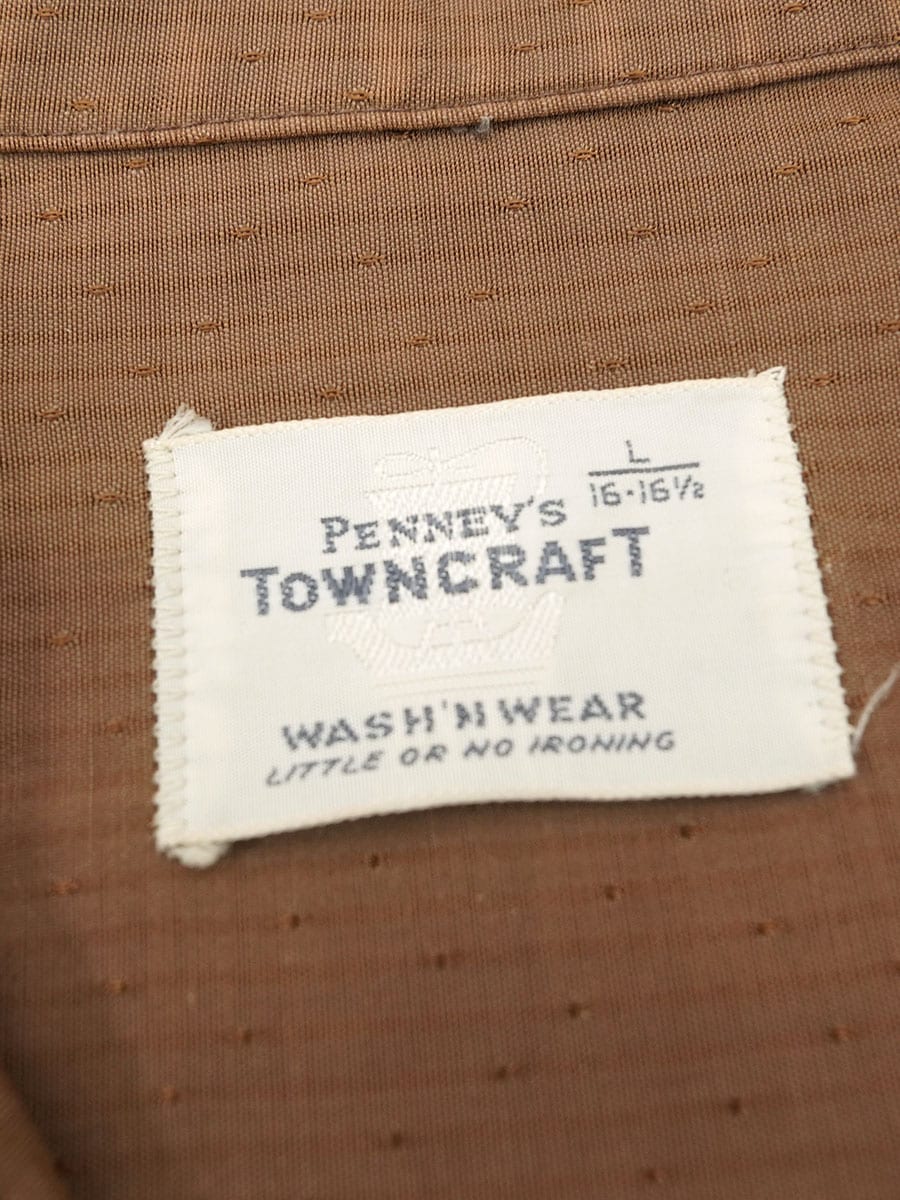 L
16-16½
PENNEY'S
TOWNCRAFT
WASH'N WEAR
LITTLE OR NO IRONING